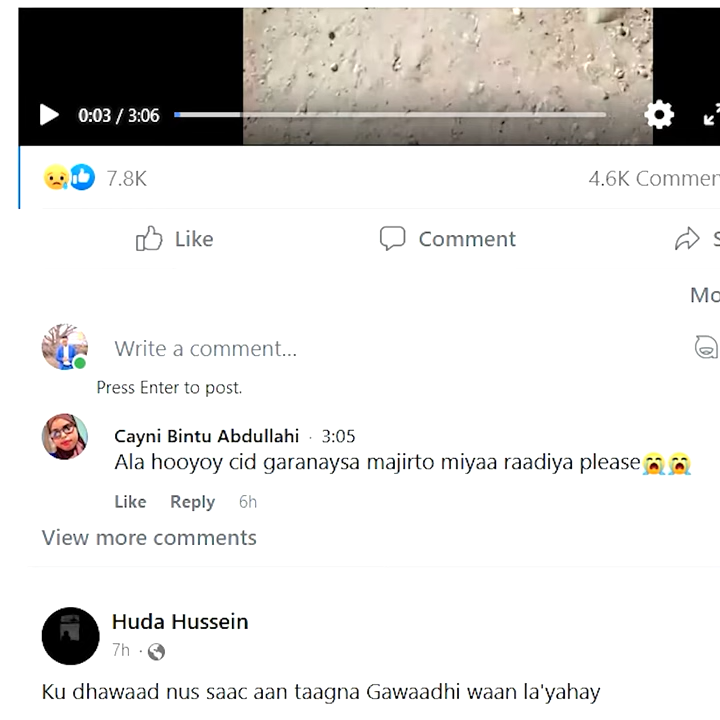 0:03 / 3:06
7.8K
4.6K
Like
Comment
Write a comment...
Press Enter to post.
Cayni Bintu Abdullahi · 3:05
Ala hooyoy cid garanaysa majirto miyaa raadiya please😭😭
Like Reply 6h
View more comments
Huda Hussein
7h ·
Ku dhawaad nus saac aan taagna Gawaadhi waan la'yahay